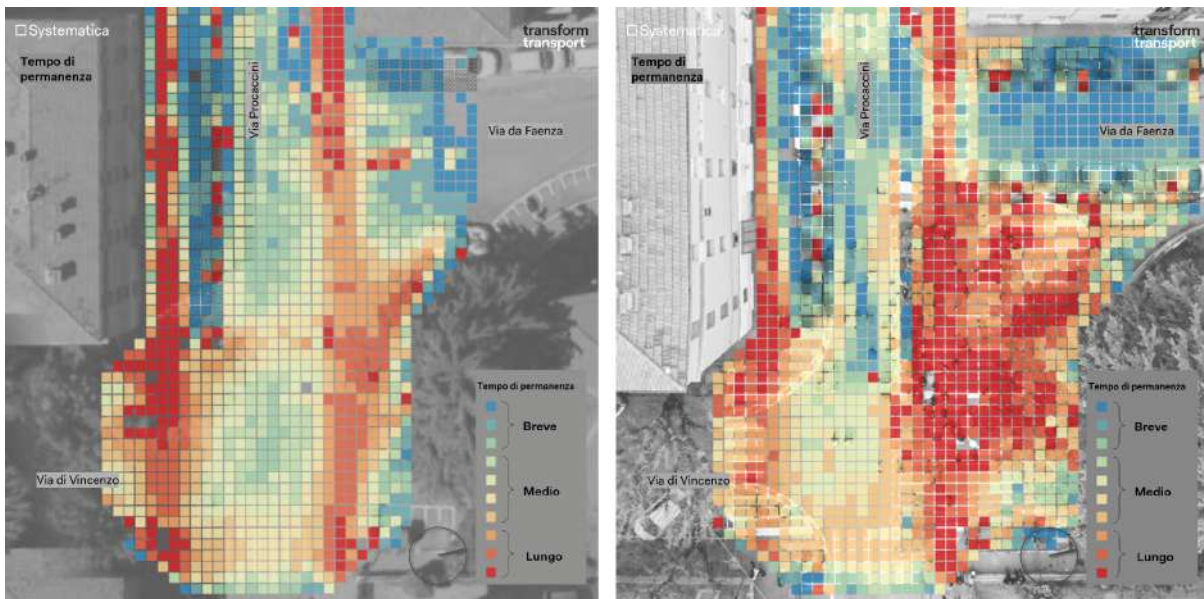 Systematica
transform
transport
Tempo di
permanenza
Via Procaccini
Via da Faenza
Via di Vincenzo
Tempo di permanenza
Breve
Medio
Lungo
Systematica
transform
transport
Tempo di
permanenza
Via Procaccini
Via da Faenza
Via di Vincenzo
Tempo di permanenza
Breve
Medio
Lungo